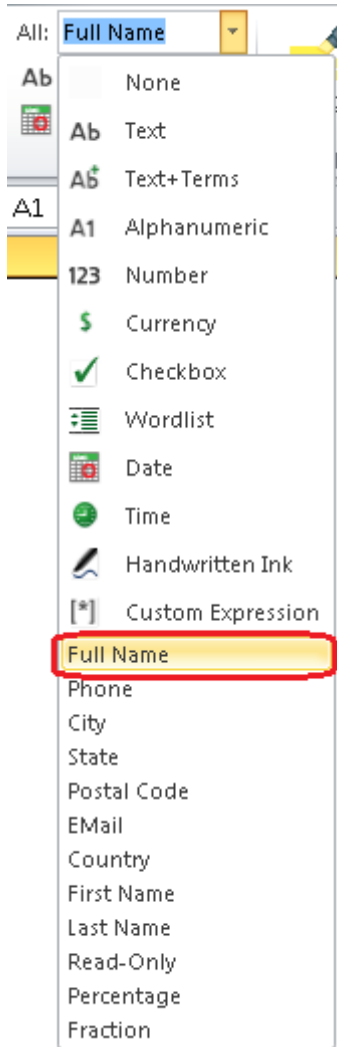 All: Full Name
Ab
None
Ab Text
Ab+ Text+Terms
A1
A1 Alphanumeric
123 Number
$ Currency
Checkbox
Wordlist
Date
Time
Handwritten Ink
[*] Custom Expression
Full Name
Phone
City
State
Postal Code
EMail
Country
First Name
Last Name
Read-Only
Percentage
Fraction